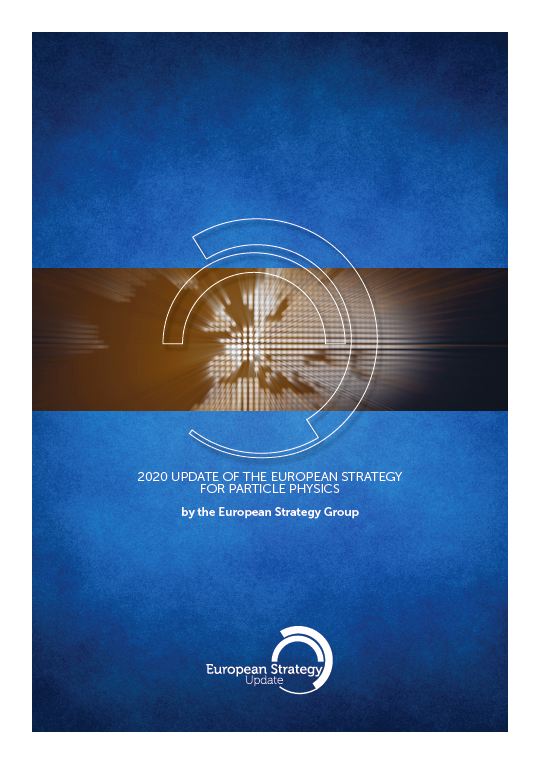 2020 UPDATE OF THE EUROPEAN STRATEGY
FOR PARTICLE PHYSICS
by the European Strategy Group
European Strategy
Update